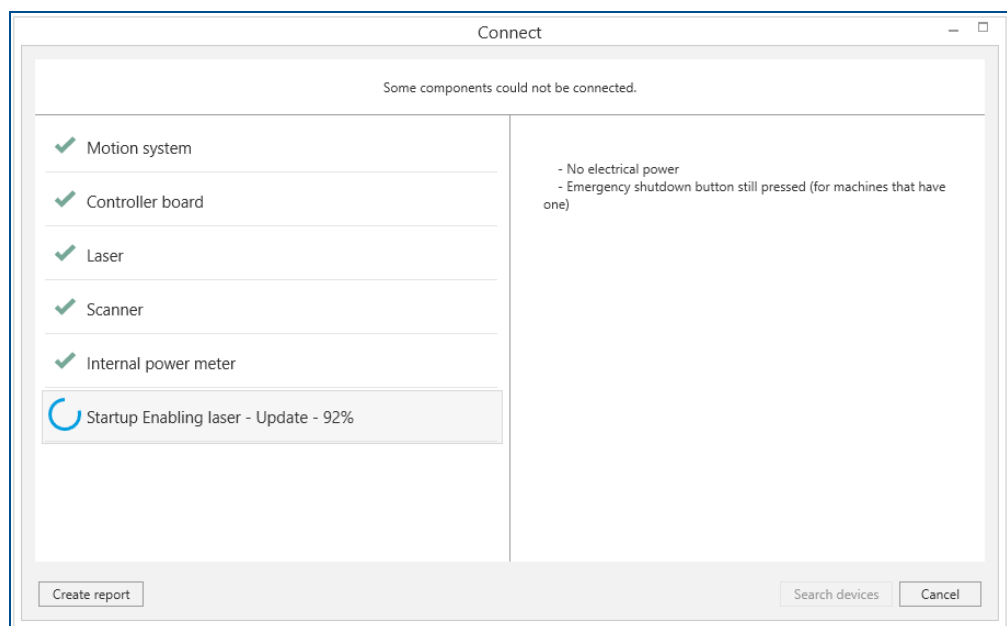 Connect
Some components could not be connected.
Motion system
Controller board
Laser
Scanner
Internal power meter
Startup Enabling laser - Update - 92%
- No electrical power
- Emergency shutdown button still pressed (for machines that have
one)
Create report
Search devices
Cancel